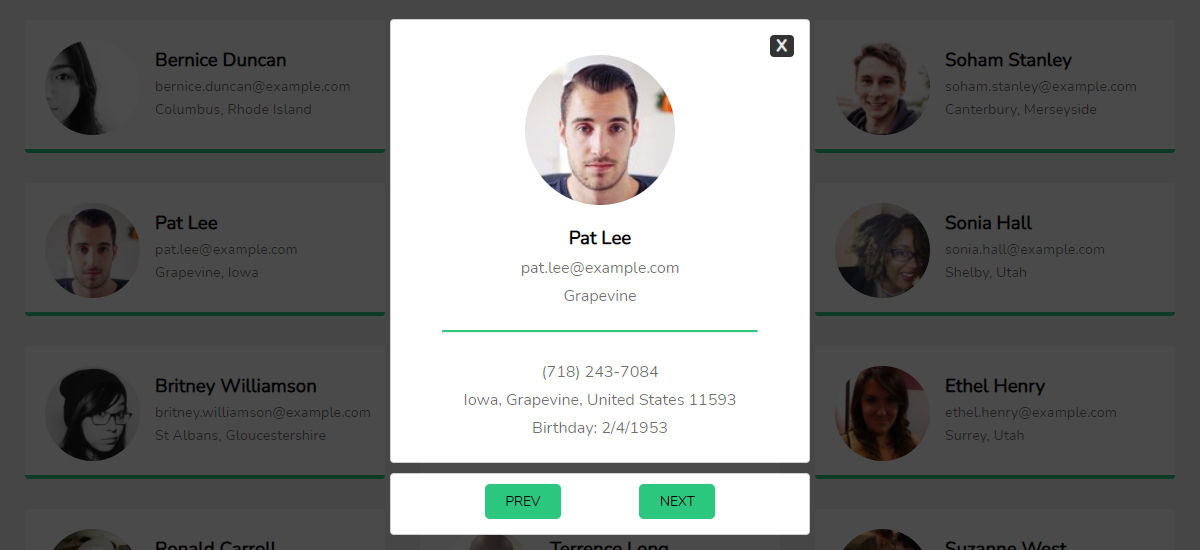 Bernice Duncan
bernice.duncan@example.com
Columbus, Rhode Island
Pat Lee
pat.lee@example.com
Grapevine, Iowa
Britney Williamson
britney.williamson@example.com
St Albans, Gloucestershire
Ronald Carroll
X
Pat Lee
pat.lee@example.com
Grapevine
(718) 243-7084
Iowa, Grapevine, United States 11593
Birthday: 2/4/1953
PREV
NEXT
Terrence Long
Soham Stanley
soham.stanley@example.com
Canterbury, Merseyside
Sonia Hall
sonia.hall@example.com
Shelby, Utah
Ethel Henry
ethel.henry@example.com
Surrey, Utah
Suzanne West